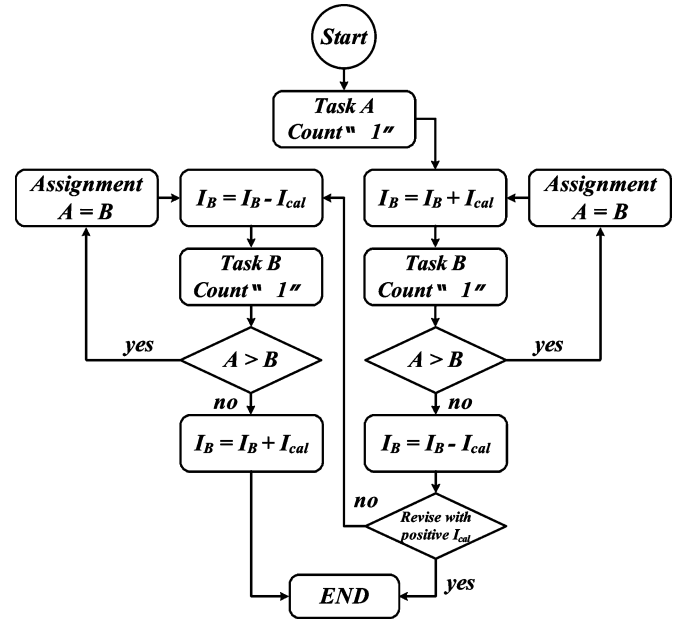 Start
Task A
Count“ 1”
Assignment
A = B
I_B = I_B - I_cal
I_B = I_B + I_cal
Assignment
A = B
Task B
Count“ 1”
Task B
Count“ 1”
yes
A > B
A > B
yes
no
no
I_B = I_B + I_cal
I_B = I_B - I_cal
no
Revise with
positive I_cal
yes
END